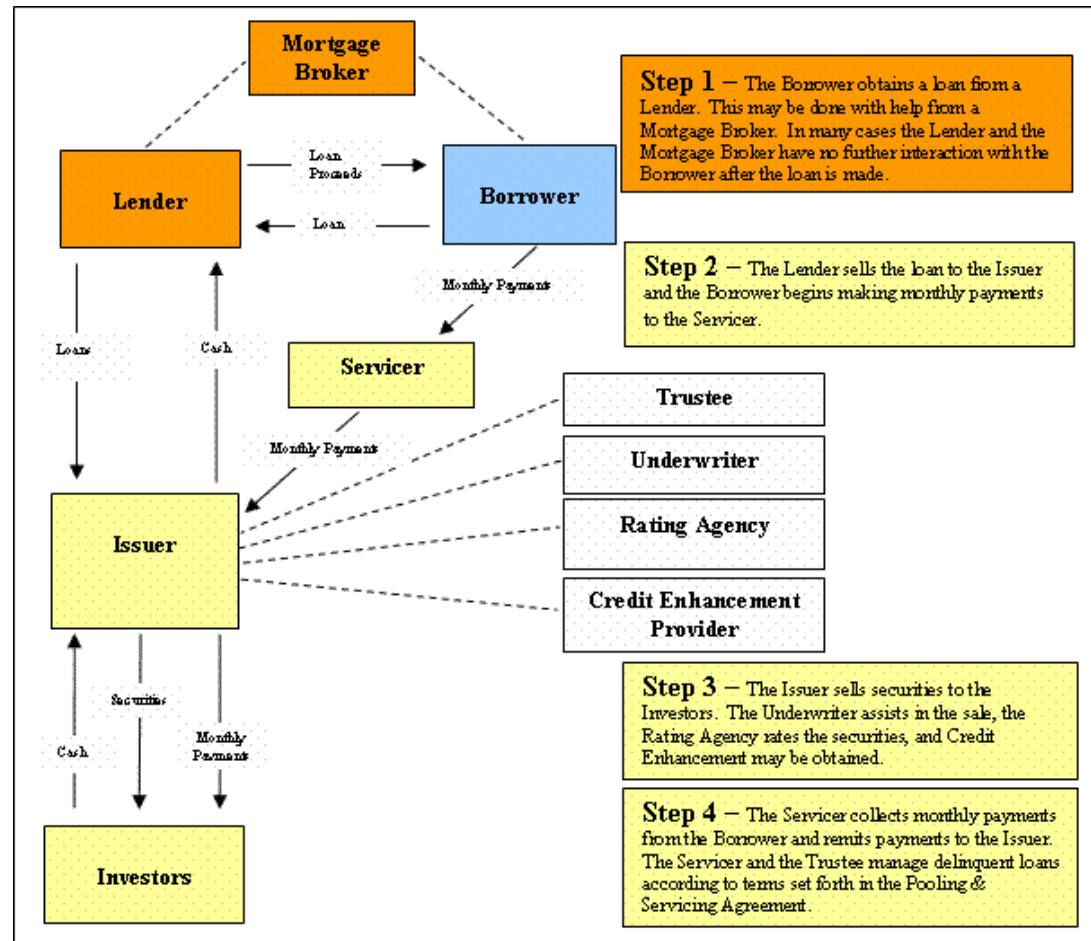 Mortgage
Broker
Step 1 – The Borrower obtains a loan from a
Lender. This may be done with help from a
Mortgage Broker. In many cases the Lender and the
Mortgage Broker have no further interaction with the
Borrower after the loan is made.
Loan
Proceeds
Lender
Borrower
Loan
Step 2 – The Lender sells the loan to the Issuer
and the Borrower begins making monthly payments
to the Servicer.
Monthly Payments
Loans
Cash
Servicer
Trustee
Monthly Payments
Underwriter
Issuer
Rating Agency
Credit Enhancement
Provider
Step 3 – The Issuer sells securities to the
Investors. The Underwriter assists in the sale, the
Rating Agency rates the securities, and Credit
Enhancement may be obtained.
Securities
Cash
Monthly
Payments
Step 4 – The Servicer collects monthly payments
from the Borrower and remits payments to the Issuer.
The Servicer and the Trustee manage delinquent loans
according to terms set forth in the Pooling &
Servicing Agreement.
Investors